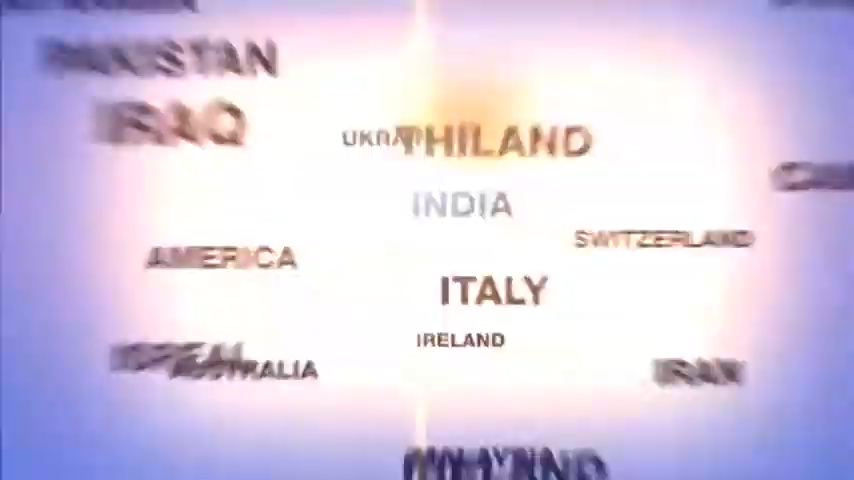 PAKISTAN
IRAQ
THILAND
INDIA
SWITZERLAND
AMERICA
ITALY
IRELAND
AUSTRALIA
IRAN